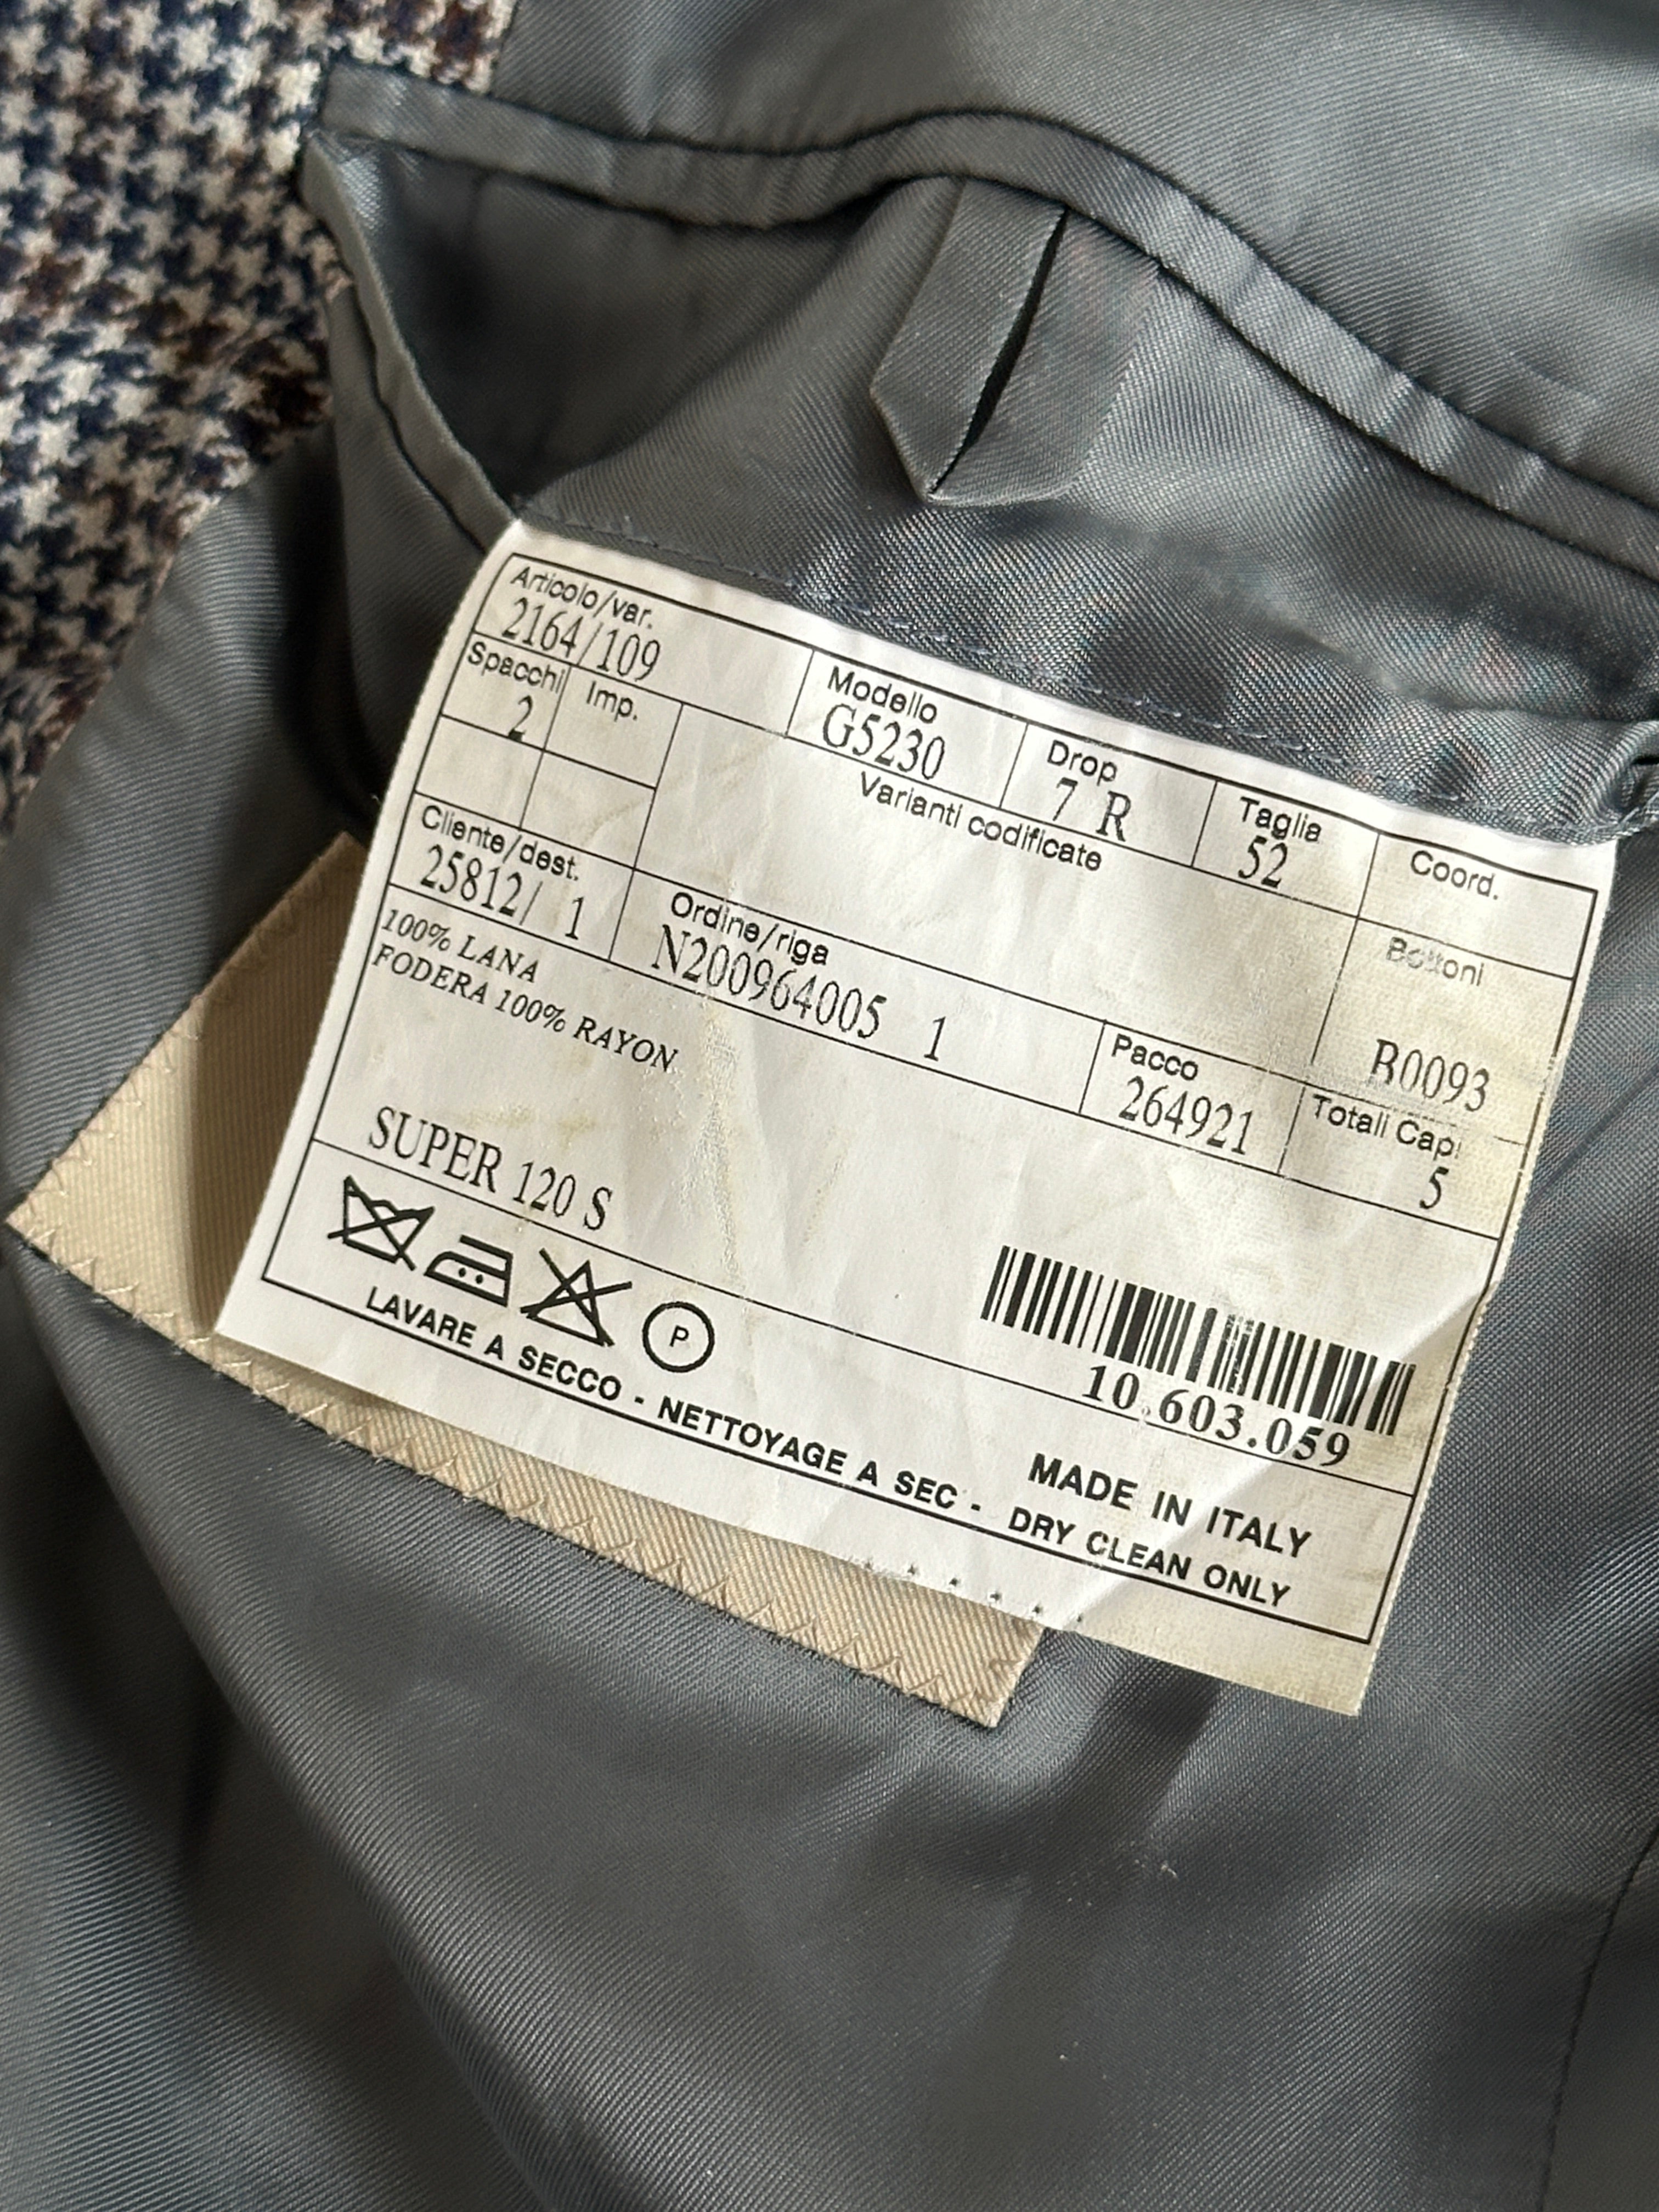 Articolo/var.
2164/109
Modello
G5230
Drop
7 R
Taglia
52
Coord.
Spacchi
2
Imp.
Varianti codificate
Bottoni
B0093
Cliente/dest.
25812/ 1
Ordine/riga
N200964005 1
Pacco
264921
Totali Capi
5
100% LANA
FODERA 100% RAYON
SUPER 120 S
P
10.603.059
MADE IN ITALY
LAVARE A SECCO - NETTOYAGE A SEC - DRY CLEAN ONLY